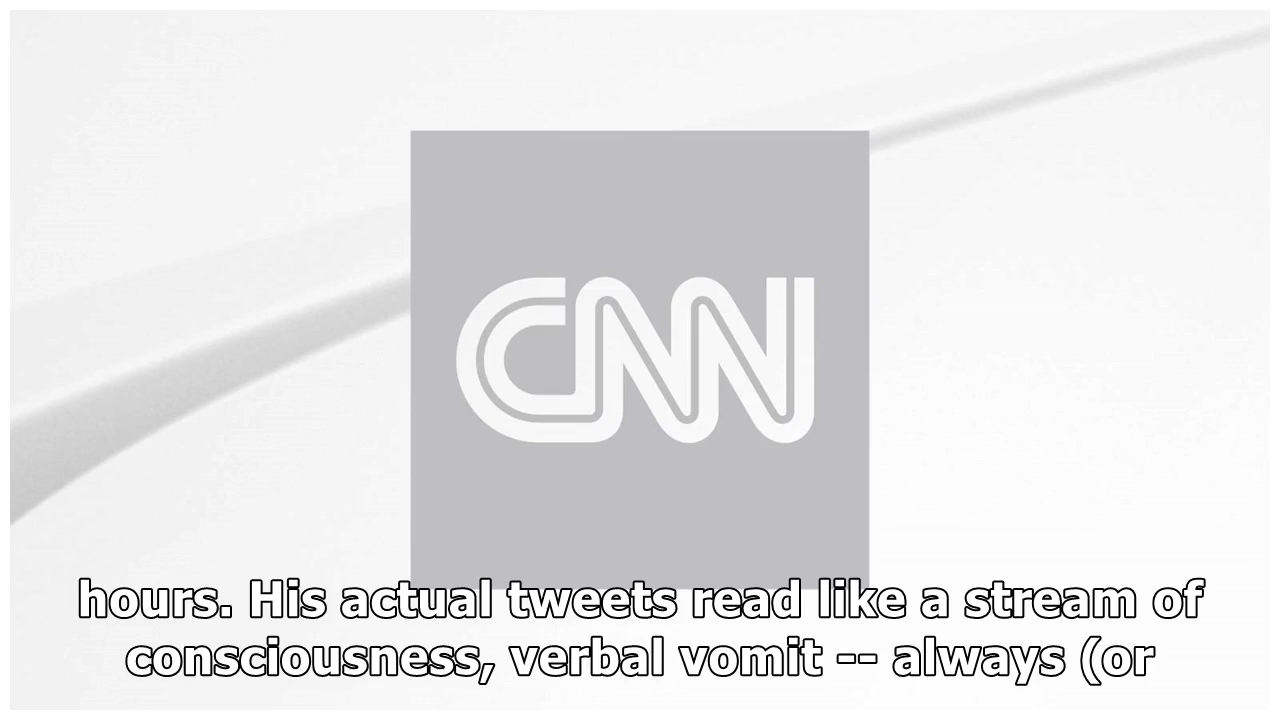 CNN
hours. His actual tweets read like a stream of
consciousness, verbal vomit -- always (or